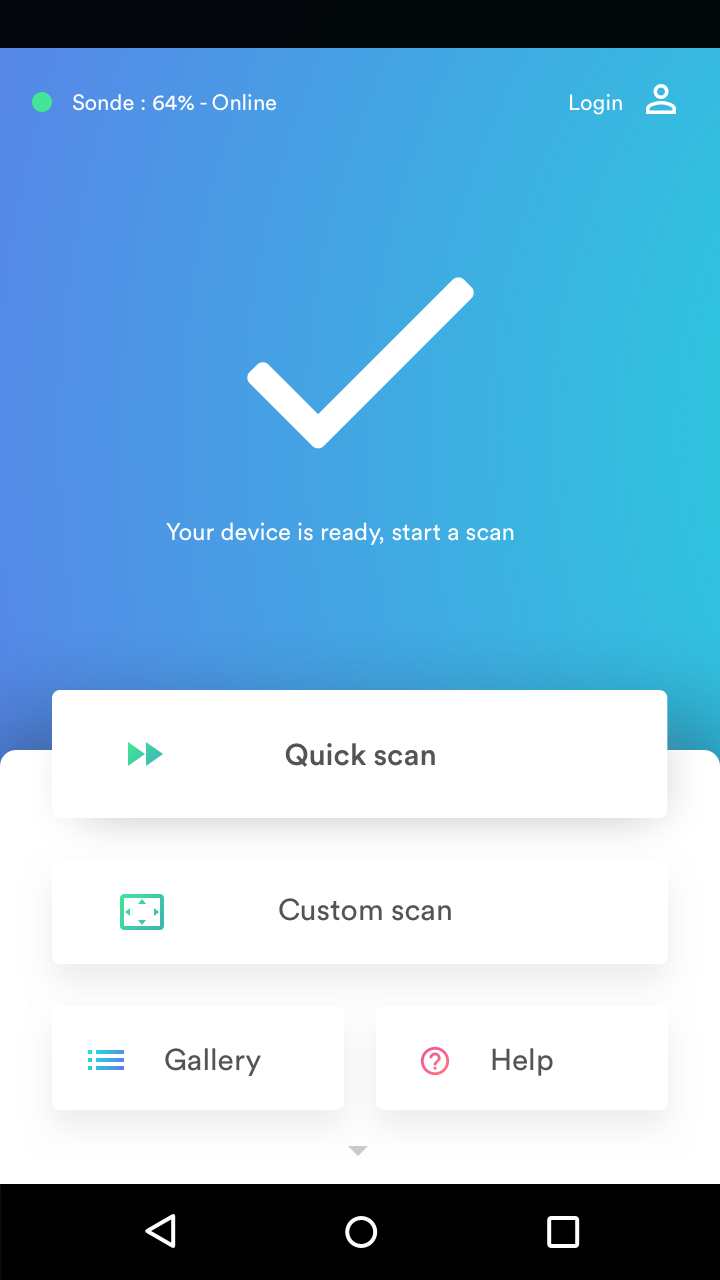 Sonde : 64% - Online
Login
Your device is ready, start a scan
Quick scan
Custom scan
Gallery
Help